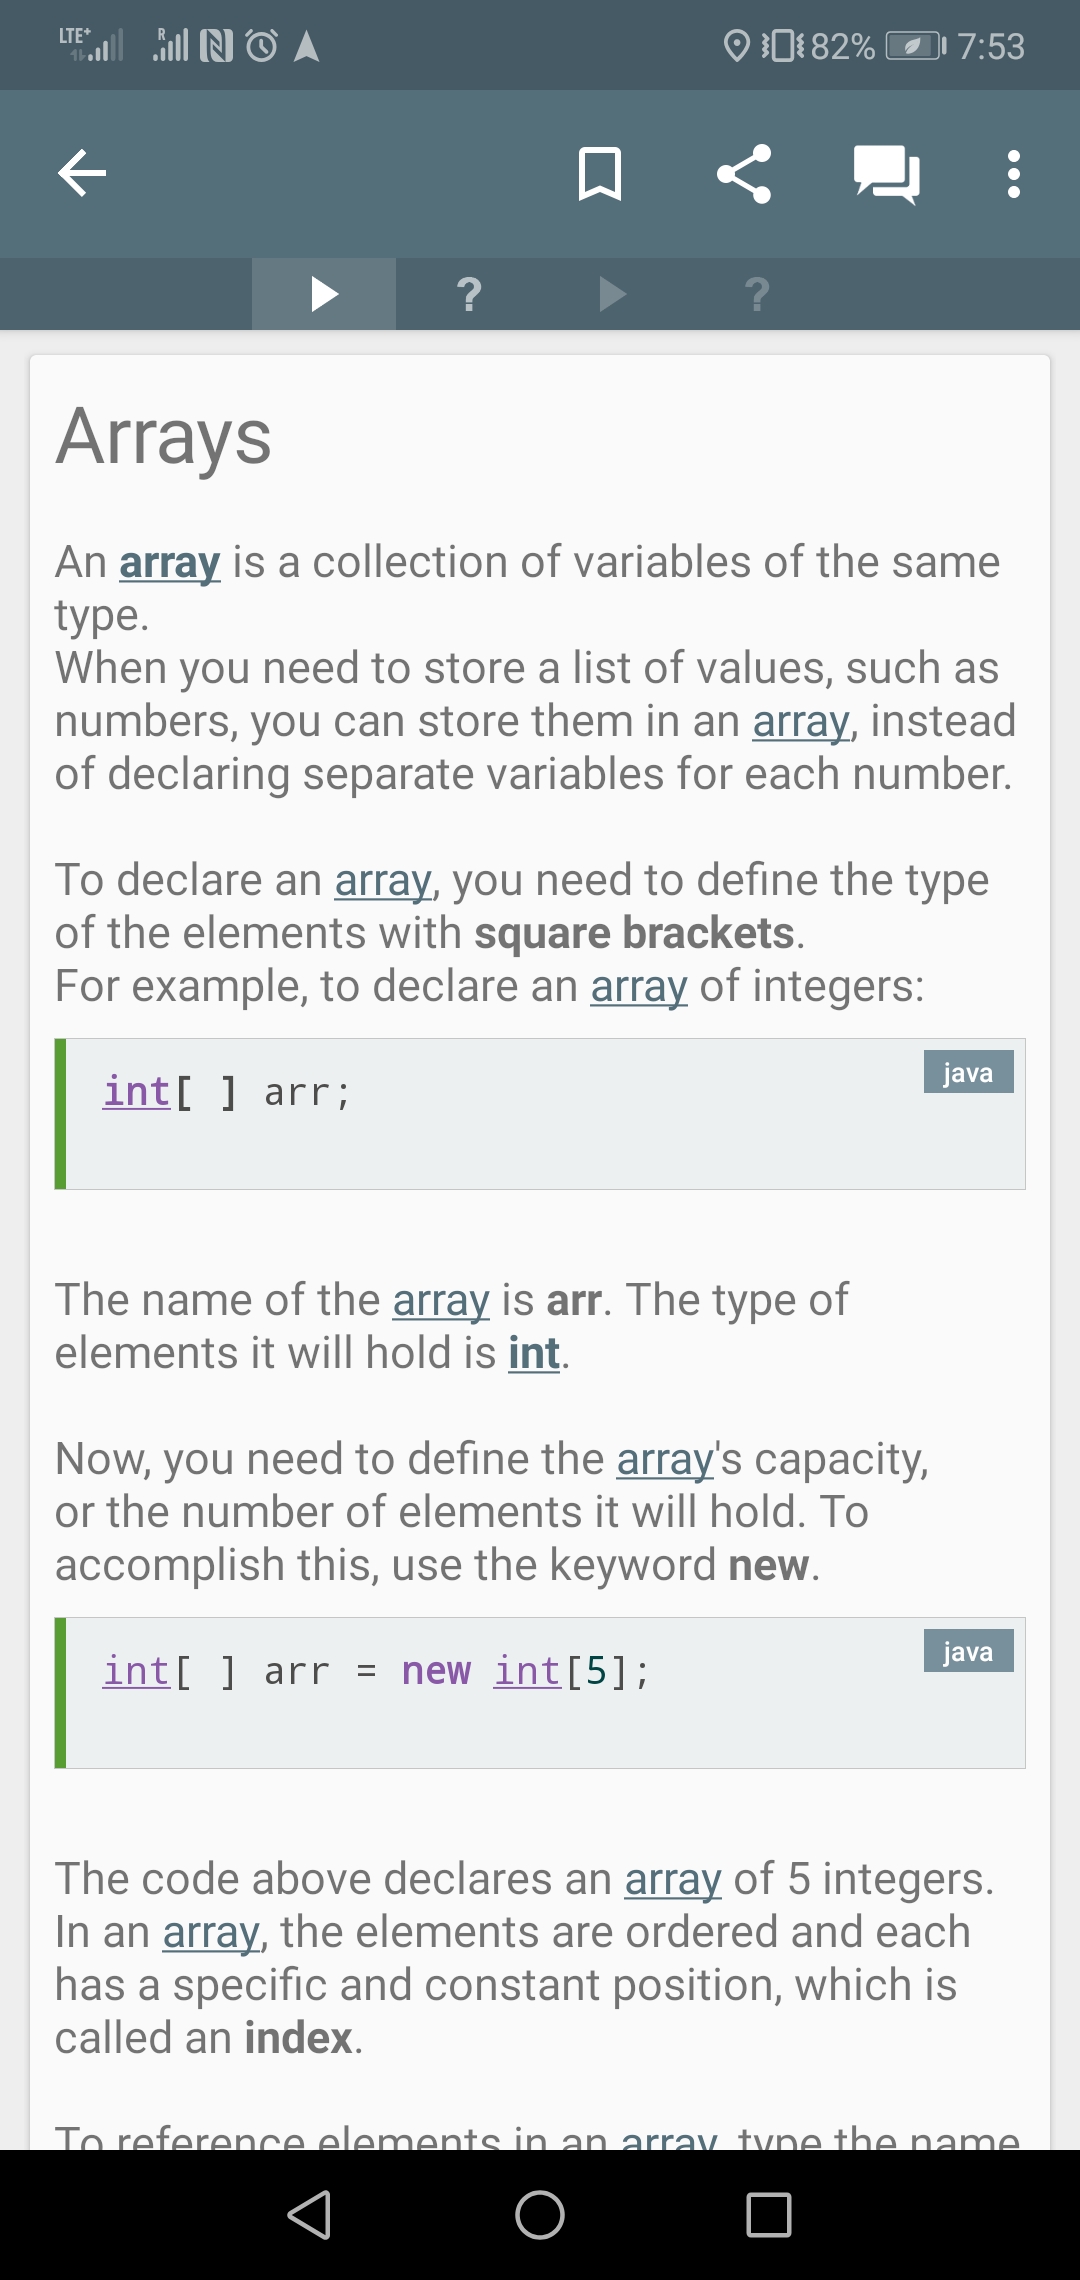 LTE+ R 82% 7:53
? ?
Arrays
An array is a collection of variables of the same
type.
When you need to store a list of values, such as
numbers, you can store them in an array, instead
of declaring separate variables for each number.
To declare an array, you need to define the type
of the elements with square brackets.
For example, to declare an array of integers:
java
int[ ] arr;
The name of the array is arr. The type of
elements it will hold is int.
Now, you need to define the array's capacity,
or the number of elements it will hold. To
accomplish this, use the keyword new.
java
int[ ] arr = new int[5];
The code above declares an array of 5 integers.
In an array, the elements are ordered and each
has a specific and constant position, which is
called an index.
To reference elements in an array, type the name